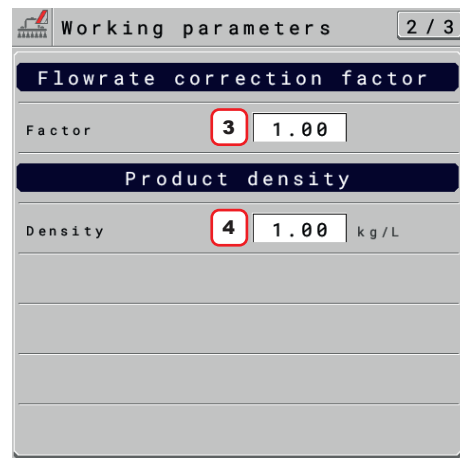 Working parameters 2/3
Flowrate correction factor
Factor 3 1.00
Product density
Density 4 1.00 kg/L